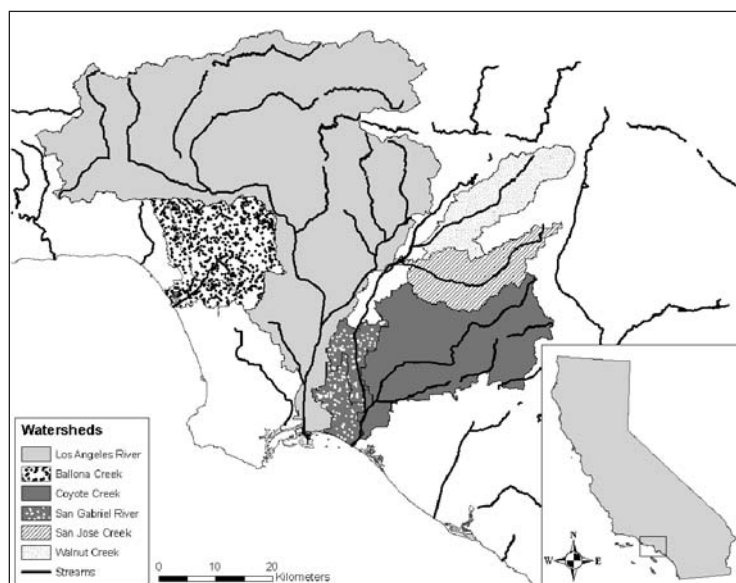 Watersheds
Los Angeles River
Ballona Creek
Coyote Creek
San Gabriel River
San Jose Creek
Walnut Creek
Streams
0 5 10 20
Kilometers
N
W E
S